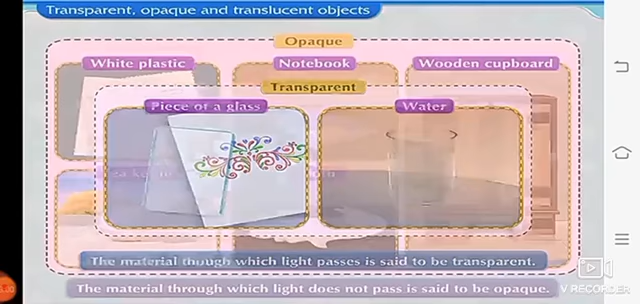 Transparent, opaque and translucent objects
Opaque
White plastic Notebook Wooden cupboard
Transparent
Piece of a glass Water
The material though which light passes is said to be transparent.
The material through which light does not pass is said to be opaque.
V RECORDER